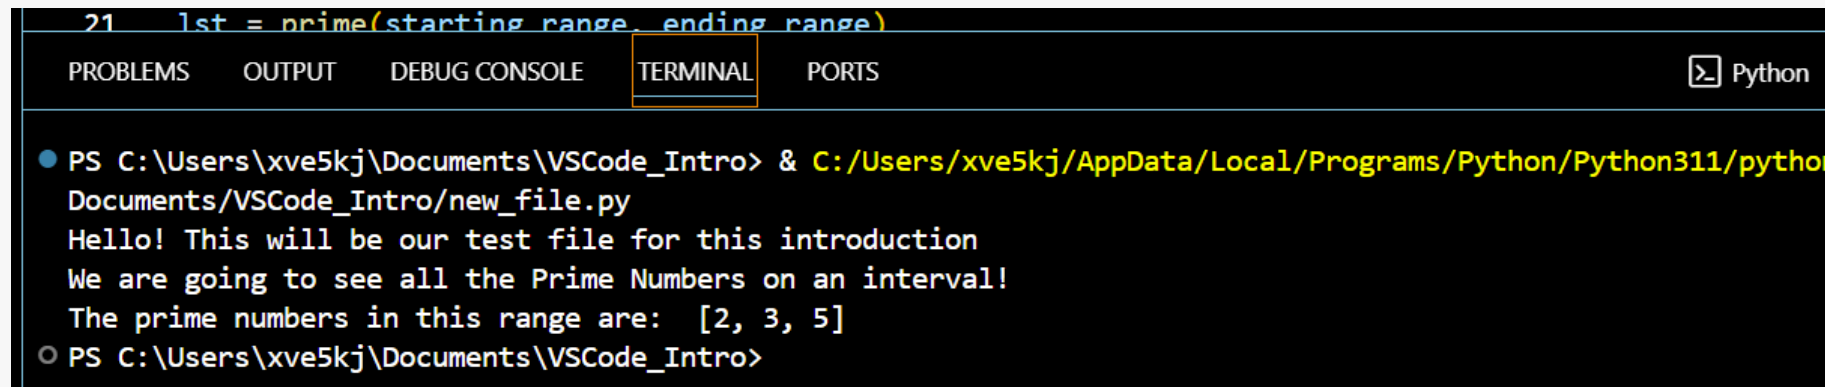 21 lst = prime(starting_range, ending_range)
PROBLEMS OUTPUT DEBUG CONSOLE TERMINAL PORTS Python
PS C:\Users\xve5kj\Documents\VSCode_Intro> & C:/Users/xve5kj/AppData/Local/Programs/Python/Python311/python
Documents/VSCode_Intro/new_file.py
Hello! This will be our test file for this introduction
We are going to see all the Prime Numbers on an interval!
The prime numbers in this range are:  [2, 3, 5]
PS C:\Users\xve5kj\Documents\VSCode_Intro>